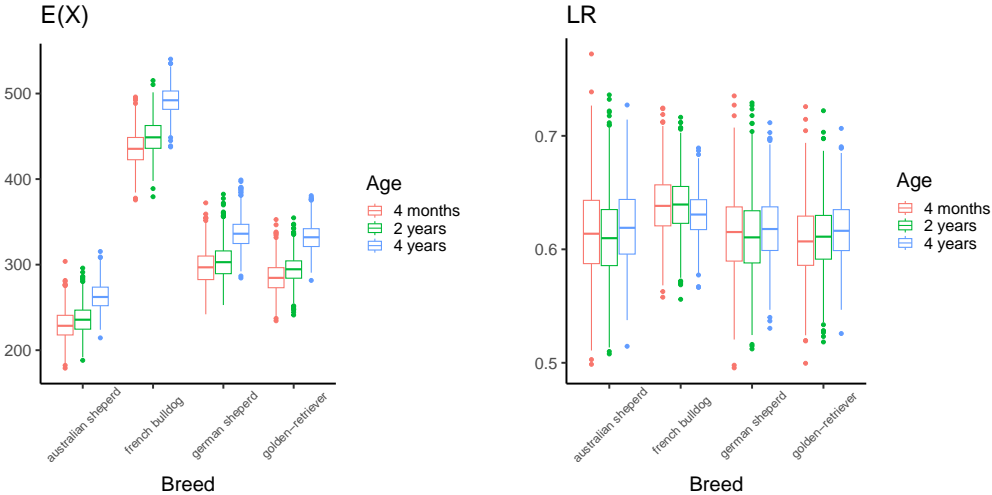 E(X)
500
400
300
200
australian sheperd
french bulldog
german sheperd
golden−retriever
Breed
Age
4 months
2 years
4 years
LR
0.7
0.6
0.5
australian sheperd
french bulldog
german sheperd
golden−retriever
Breed
Age
4 months
2 years
4 years